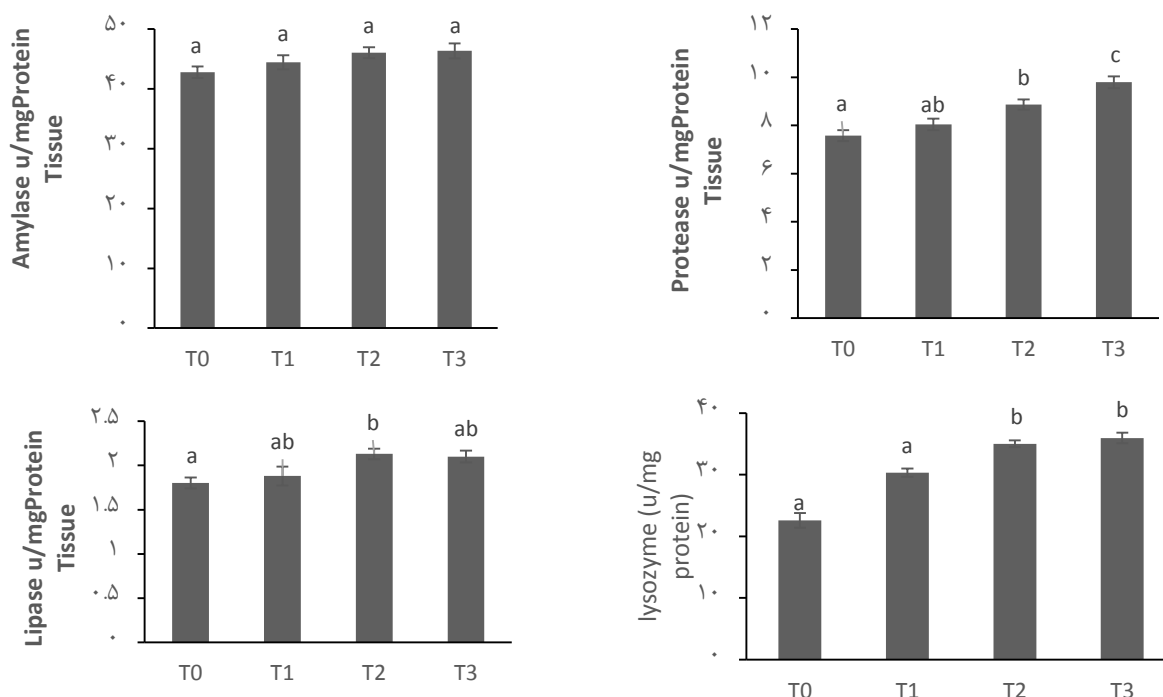 Amylase u/mgProtein
Tissue
۵۰
۴۰
۳۰
۲۰
۱۰
۰
a
a
a
a
T0
T1
T2
T3
Protease u/mgProtein
Tissue
۱۲
۱۰
۸
۶
۴
۲
۰
a
ab
b
c
T0
T1
T2
T3
Lipase u/mgProtein
Tissue
۲.۵
۲
۱.۵
۱
۰.۵
۰
a
ab
b
ab
T0
T1
T2
T3
lysozyme (u/mg
protein)
۴۰
۳۰
۲۰
۱۰
۰
a
a
b
b
T0
T1
T2
T3